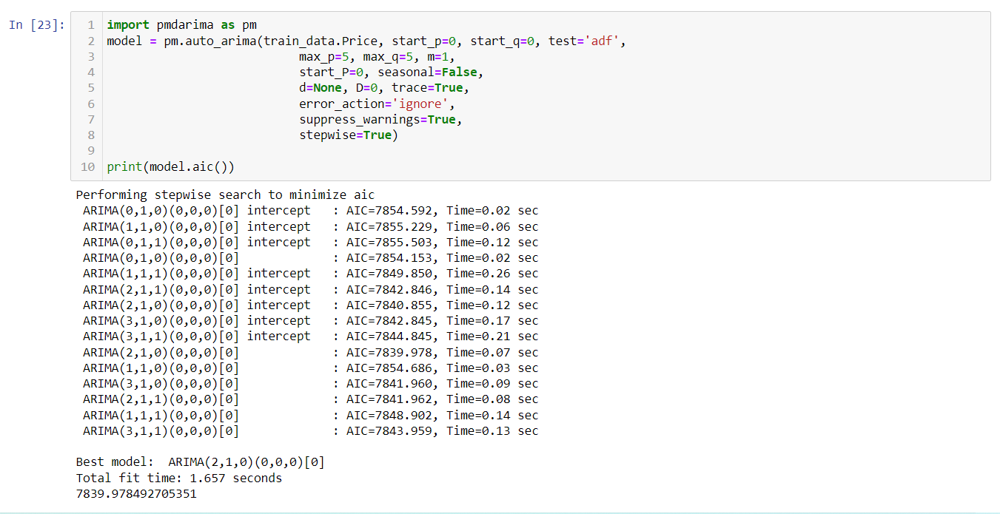 In [23]:
1 import pmdarima as pm
2 model = pm.auto_arima(train_data.Price, start_p=0, start_q=0, test='adf',
3                           max_p=5, max_q=5, m=1,
4                           start_P=0, seasonal=False,
5                           d=None, D=0, trace=True,
6                           error_action='ignore',
7                           suppress_warnings=True,
8                           stepwise=True)
9
10 print(model.aic())
Performing stepwise search to minimize aic
 ARIMA(0,1,0)(0,0,0)[0] intercept   : AIC=7854.592, Time=0.02 sec
 ARIMA(1,1,0)(0,0,0)[0] intercept   : AIC=7855.229, Time=0.06 sec
 ARIMA(0,1,1)(0,0,0)[0] intercept   : AIC=7855.503, Time=0.12 sec
 ARIMA(0,1,0)(0,0,0)[0]             : AIC=7854.153, Time=0.02 sec
 ARIMA(1,1,1)(0,0,0)[0] intercept   : AIC=7849.850, Time=0.26 sec
 ARIMA(2,1,1)(0,0,0)[0] intercept   : AIC=7842.846, Time=0.14 sec
 ARIMA(2,1,0)(0,0,0)[0] intercept   : AIC=7840.855, Time=0.12 sec
 ARIMA(3,1,0)(0,0,0)[0] intercept   : AIC=7842.845, Time=0.17 sec
 ARIMA(3,1,1)(0,0,0)[0] intercept   : AIC=7844.845, Time=0.21 sec
 ARIMA(2,1,0)(0,0,0)[0]             : AIC=7839.978, Time=0.07 sec
 ARIMA(1,1,0)(0,0,0)[0]             : AIC=7854.686, Time=0.03 sec
 ARIMA(3,1,0)(0,0,0)[0]             : AIC=7841.960, Time=0.09 sec
 ARIMA(2,1,1)(0,0,0)[0]             : AIC=7841.962, Time=0.08 sec
 ARIMA(1,1,1)(0,0,0)[0]             : AIC=7848.902, Time=0.14 sec
 ARIMA(3,1,1)(0,0,0)[0]             : AIC=7843.959, Time=0.13 sec

Best model:  ARIMA(2,1,0)(0,0,0)[0]
Total fit time: 1.657 seconds
7839.978492705351